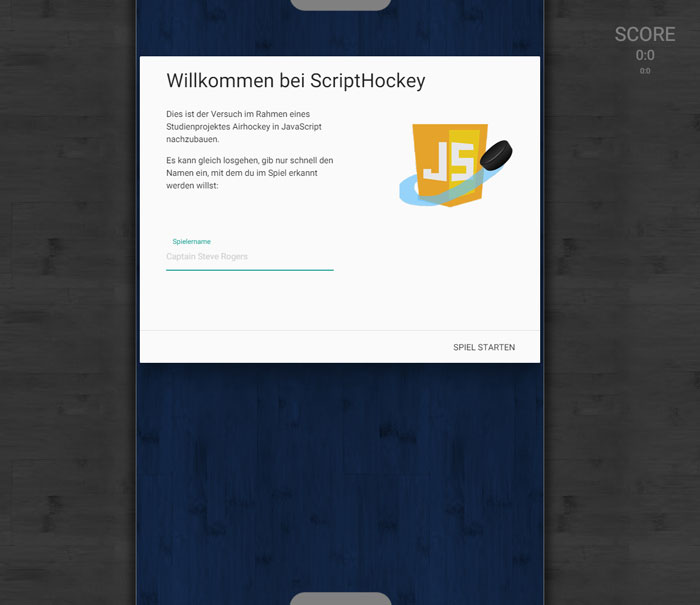 SCORE
0:0
0:0
Willkommen bei ScriptHockey
Dies ist der Versuch im Rahmen eines
Studienprojektes Airhockey in JavaScript
nachzubauen.
Es kann gleich losgehen, gib nur schnell den
Namen ein, mit dem du im Spiel erkannt
werden willst:
JS
Spielername
Captain Steve Rogers
SPIEL STARTEN